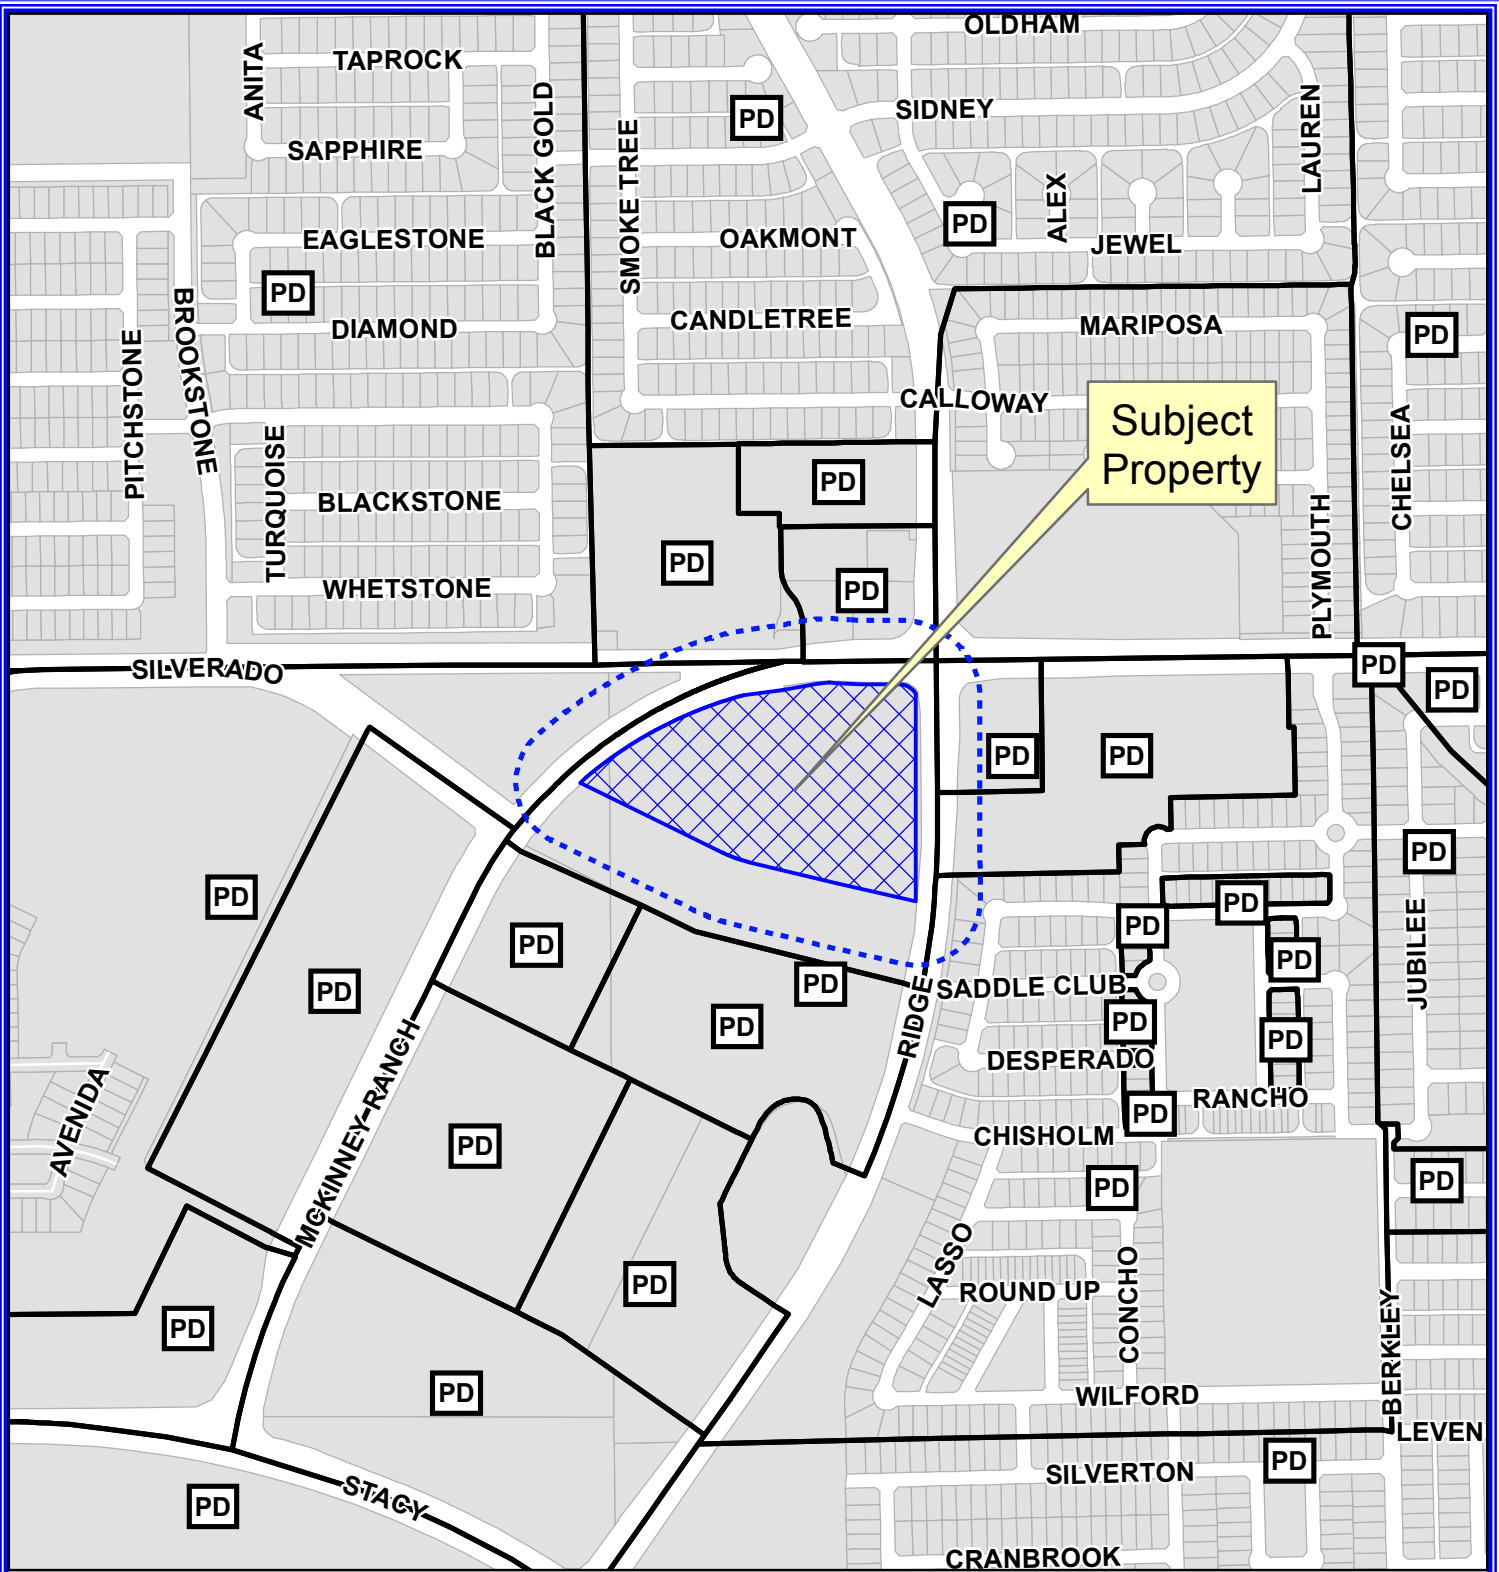 OLDHAM
TAPROCK
ANITA
BLACK GOLD
SIDNEY
LAUREN
PD
SMOKE TREE
SAPPHIRE
ALEX
PD
EAGLESTONE
OAKMONT
JEWEL
PD
BROOKSTONE
DIAMOND
CANDLETREE
MARIPOSA
PD
PITCHSTONE
CALLOWAY
Subject
Property
CHELSEA
TURQUOISE
BLACKSTONE
PD
PLYMOUTH
PD
WHETSTONE
PD
SILVERADO
PD
PD
PD
PD
PD
PD
PD
PD
PD
JUBILEE
PD
PD
PD
PD
SADDLE CLUB
RIDGE
PD
PD
PD
DESPERADO
MCKINNEY RANCH
AVENIDA
RANCHO
PD
CHISHOLM
PD
PD
PD
LASSO
CONCHO
PD
ROUND UP
PD
BERKLEY
PD
WILFORD
LEVEN
PD
SILVERTON
STACY
PD
CRANBROOK